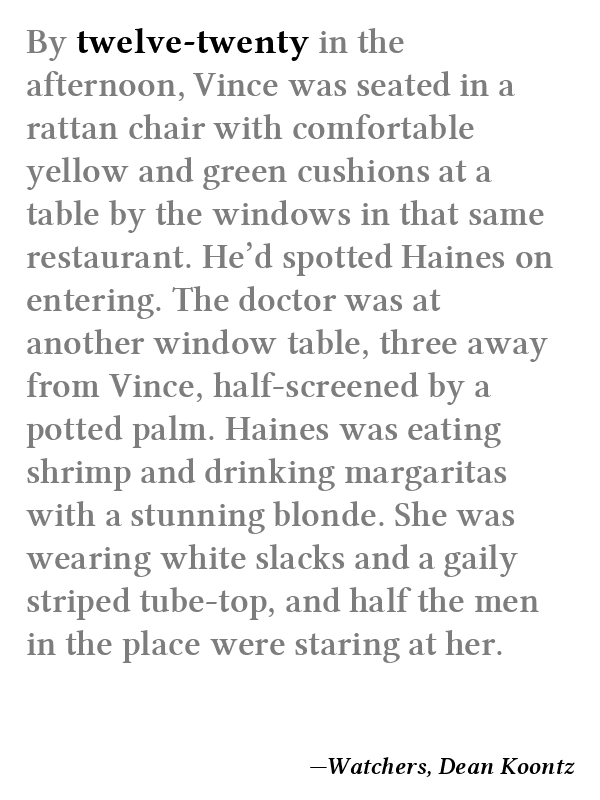 By twelve-twenty in the
afternoon, Vince was seated in a
rattan chair with comfortable
yellow and green cushions at a
table by the windows in that same
restaurant. He’d spotted Haines on
entering. The doctor was at
another window table, three away
from Vince, half-screened by a
potted palm. Haines was eating
shrimp and drinking margaritas
with a stunning blonde. She was
wearing white slacks and a gaily
striped tube-top, and half the men
in the place were staring at her.
—Watchers, Dean Koontz